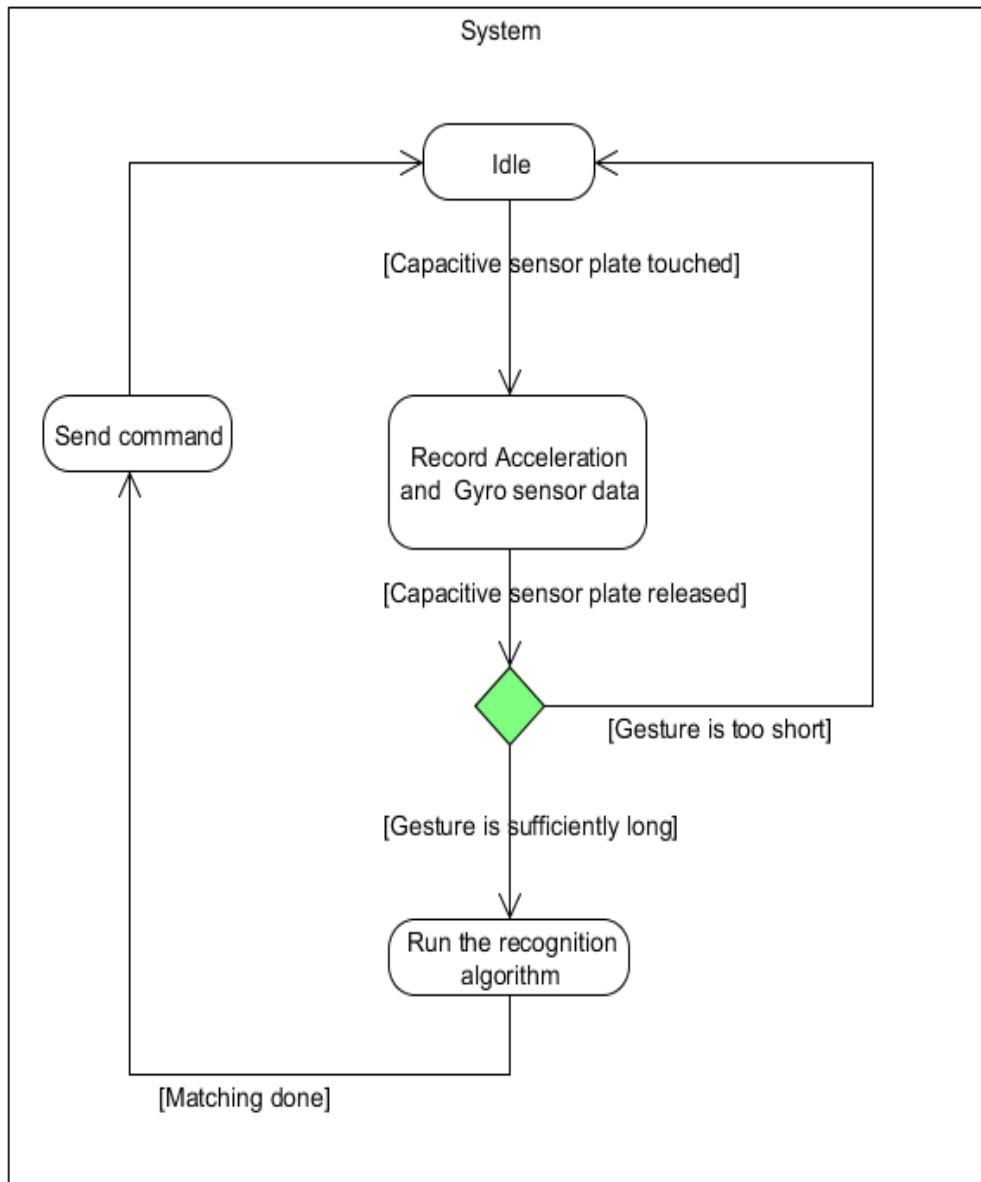 System
Idle
[Capacitive sensor plate touched]
Send command
Record Acceleration
and Gyro sensor data
[Capacitive sensor plate released]
[Gesture is too short]
[Gesture is sufficiently long]
Run the recognition
algorithm
[Matching done]